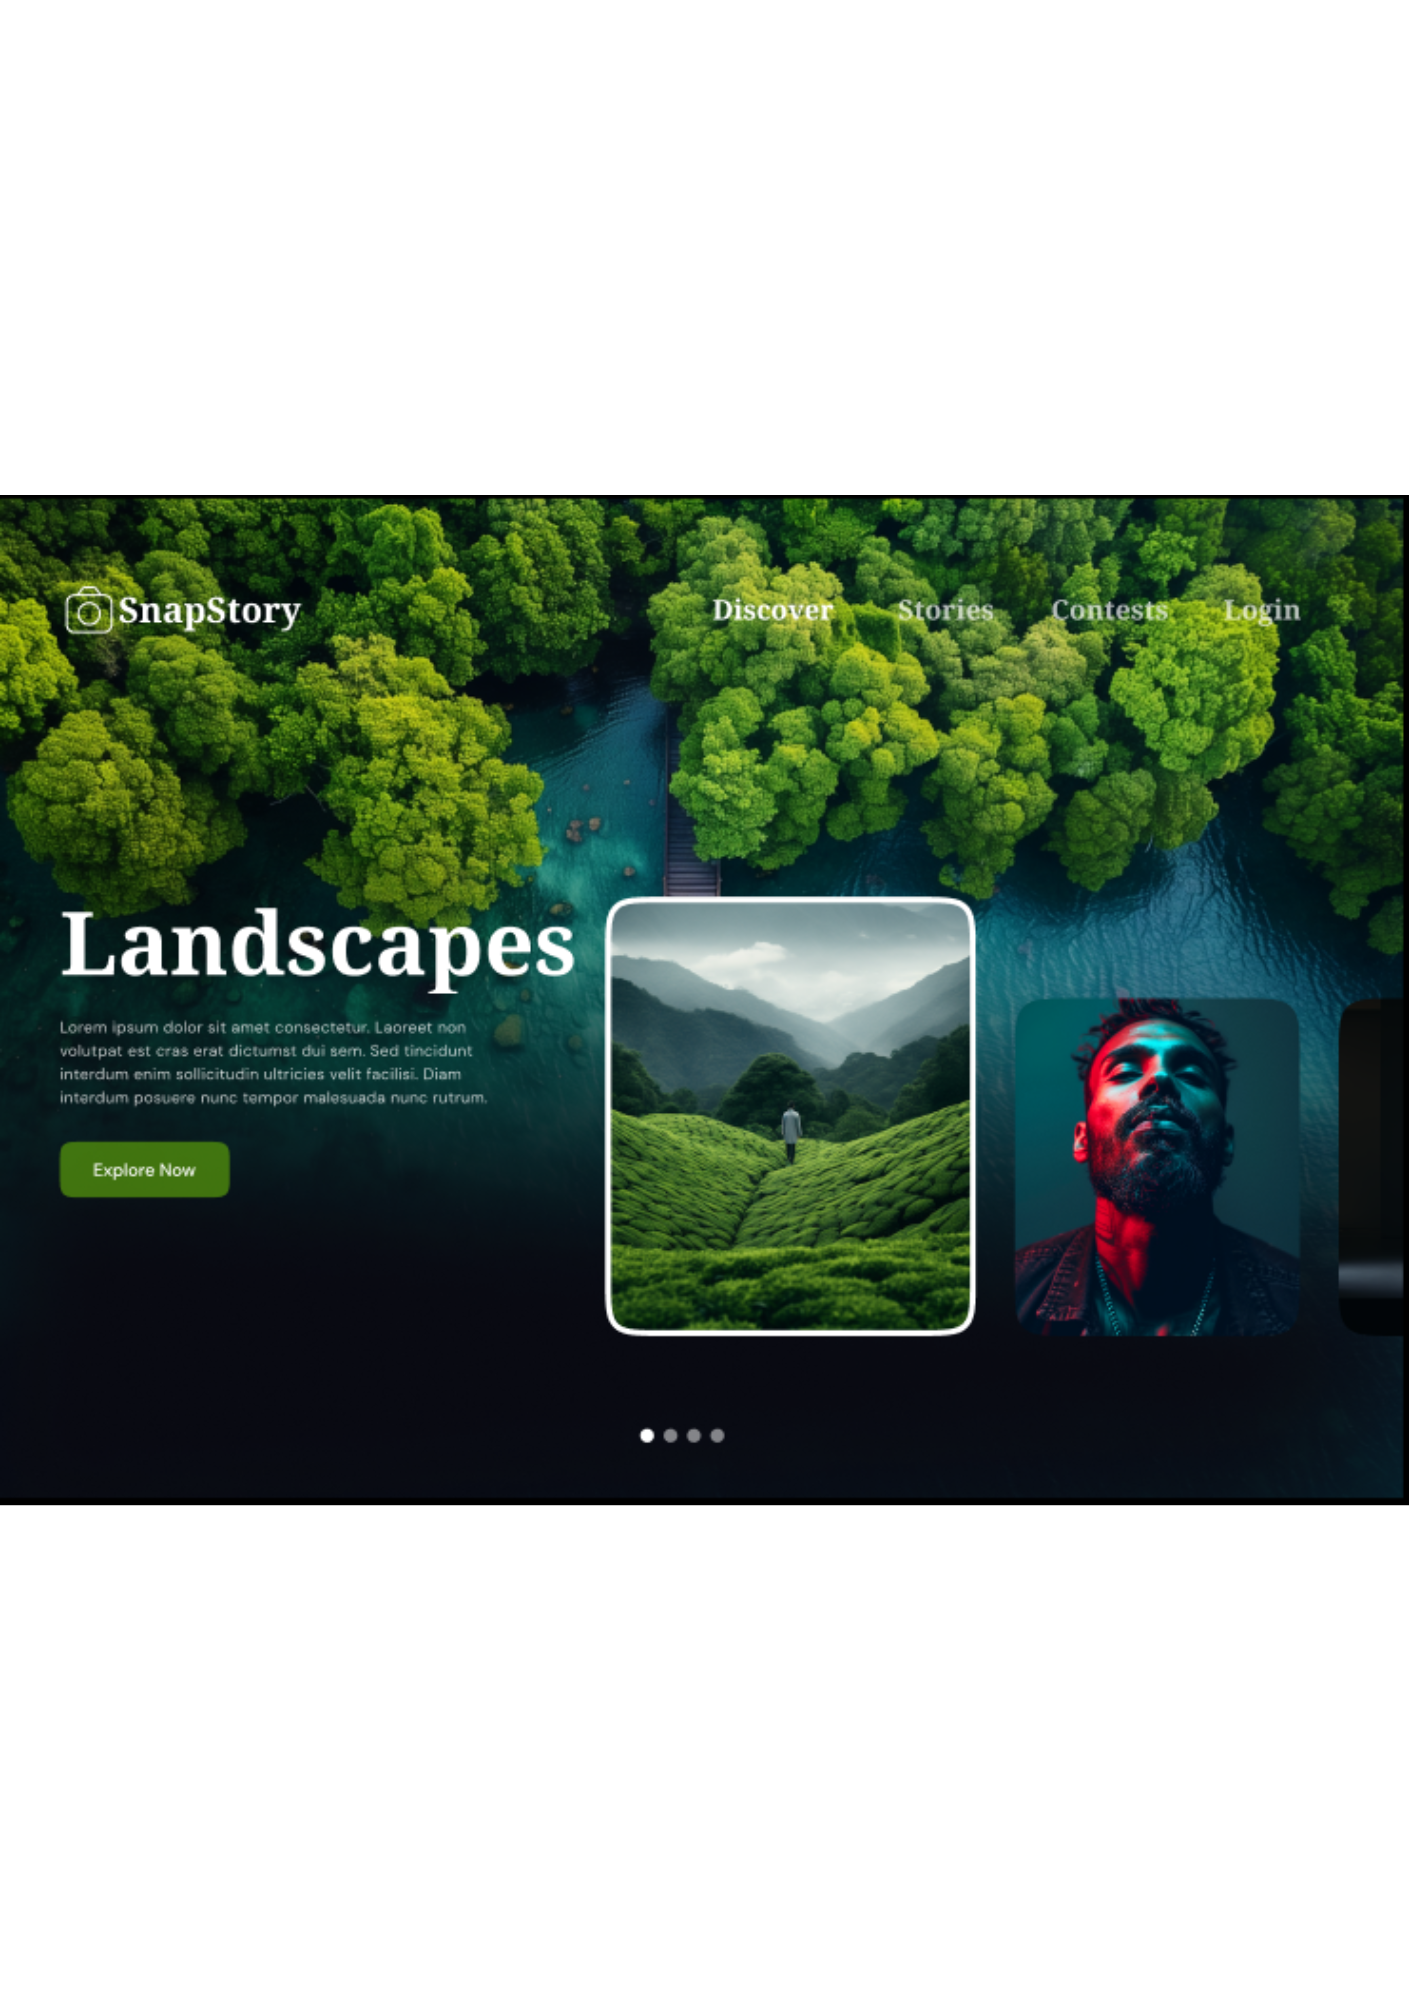 SnapStory
Discover Stories Contests Login
Landscapes
Lorem ipsum dolor sit amet consectetur. Laoreet non
volutpat est cras erat dictumst dui sem. Sed tincidunt
interdum enim sollicitudin ultricies velit facilisi. Diam
interdum posuere nunc tempor malesuada nunc rutrum.
Explore Now